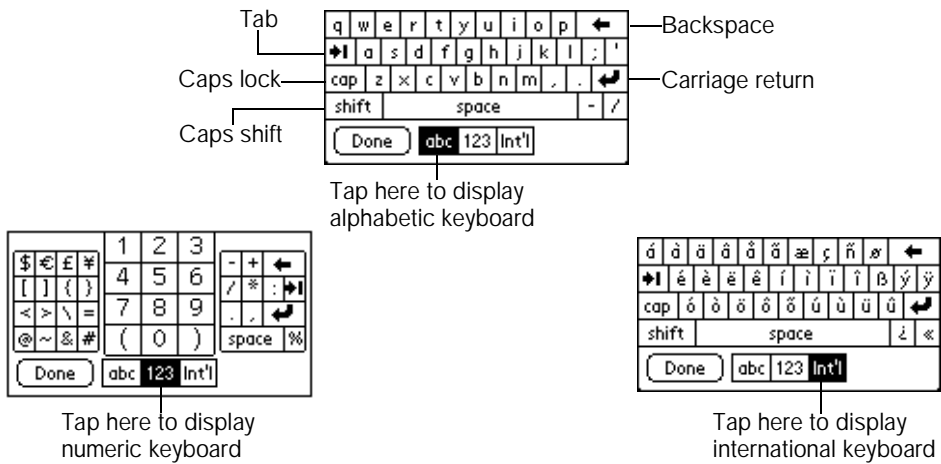 Tab
q w e r t y u i o p
Backspace
a s d f g h j k l ; '
Caps lock
cap z x c v b n m , .
Carriage return
shift space - /
Caps shift
Done abc 123 Int'l
Tap here to display
alphabetic keyboard
$ € £ ¥
[ ] { }
< > \ =
@ ~ & #
1 2 3
4 5 6
7 8 9
( 0 )
- +
/ * :
. ,
space %
Done abc 123 Int'l
Tap here to display
numeric keyboard
á à ä â å ã æ ç ñ ø
é è ë ê í ì ï î ß ý ÿ
cap ó ò ö ô õ ú ù ü û
shift space ¿ «
Done abc 123 Int'l
Tap here to display
international keyboard